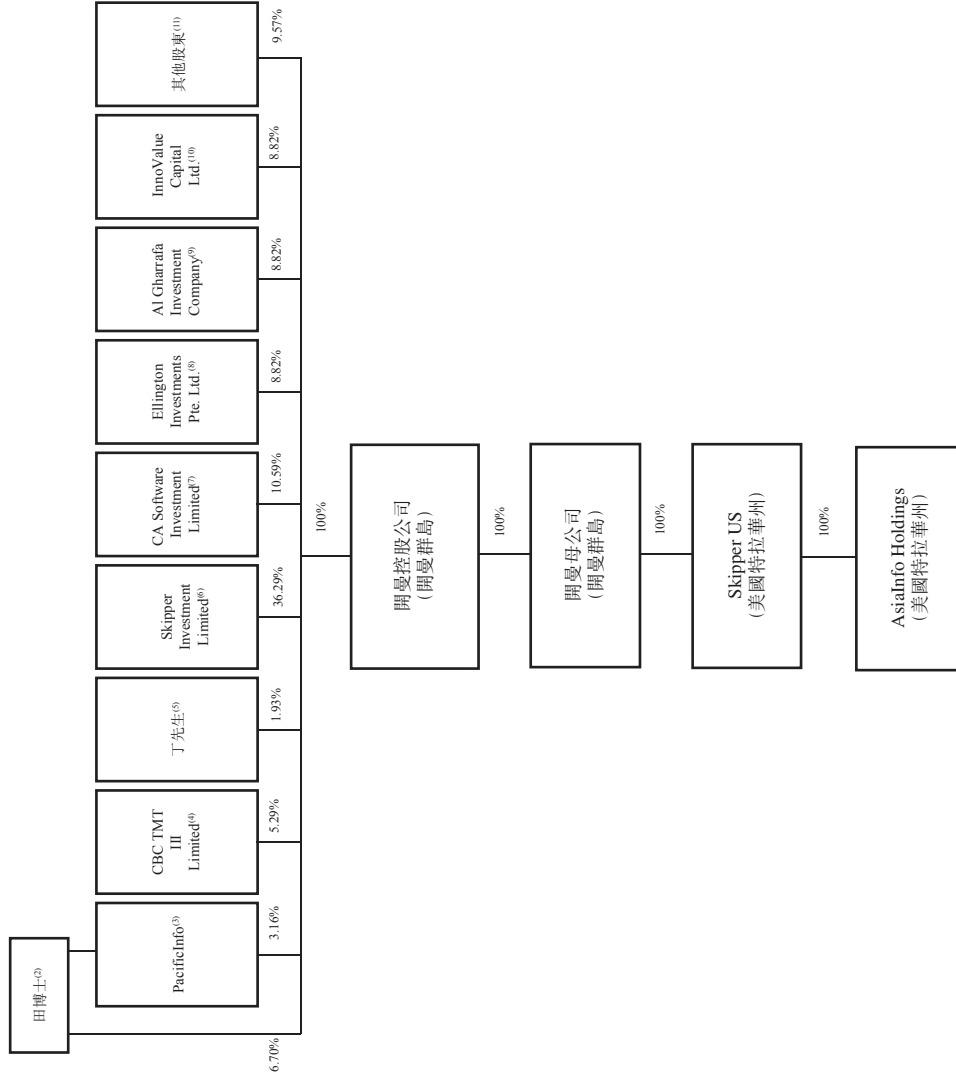 田博士(2)
PacificInfo(3)
CBC TMT
III
Limited(4)
丁先生(5)
Skipper
Investment
Limited(6)
CA Software
Investment
Limited(7)
Ellington
Investments
Pte. Ltd.(8)
Al Gharrafa
Investment
Company(9)
InnoValue
Capital
Ltd.(10)
其他股東(11)
6.70%
3.16%
5.29%
1.93%
36.29%
10.59%
8.82%
8.82%
8.82%
9.57%
100%
開曼控股公司
(開曼群島)
100%
開曼母公司
(開曼群島)
100%
Skipper US
(美國特拉華州)
100%
AsiaInfo Holdings
(美國特拉華州)